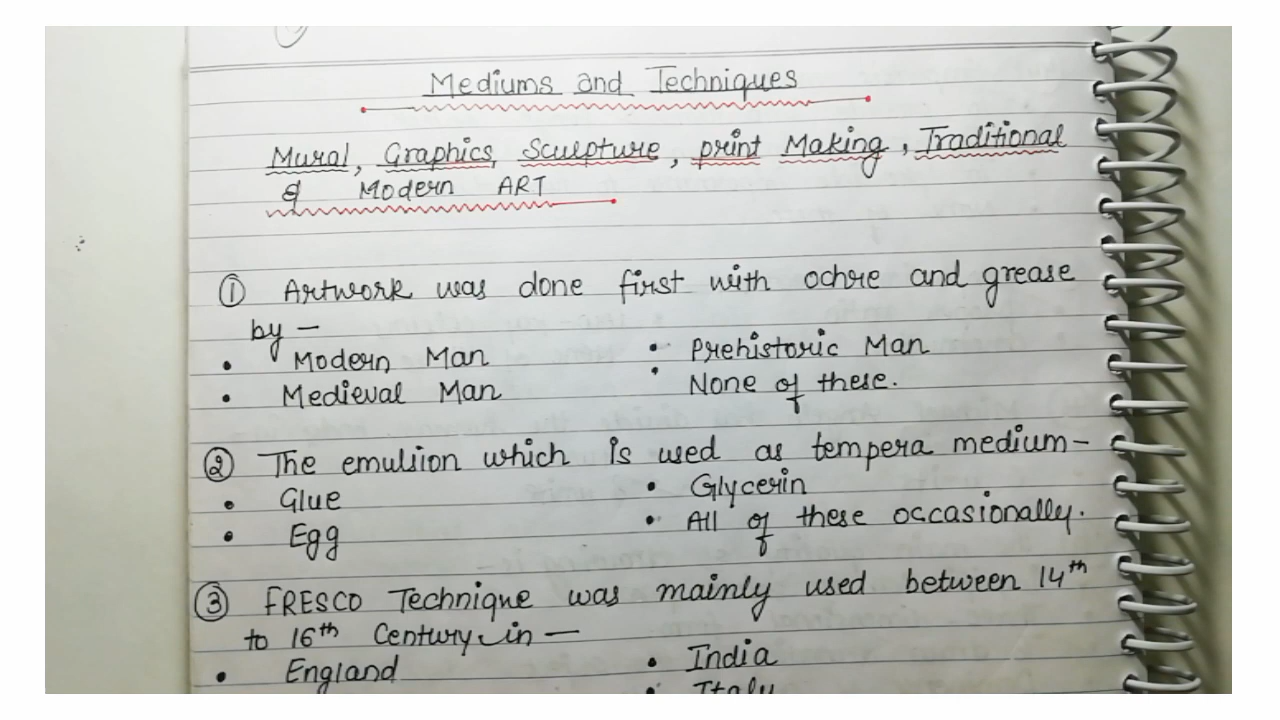 Mediums and Techniques
Mural, Graphics, Sculpture, print Making, Traditional
& Modern ART
① Artwork was done first with ochre and grease
by –
• Modern Man • Prehistoric Man
• Medieval Man • None of these.
② The emulsion which is used as tempera medium –
• Glue • Glycerin
• Egg • All of these occasionally.
③ FRESCO Technique was mainly used between 14th
to 16th Century in –
• England • India
• Italy